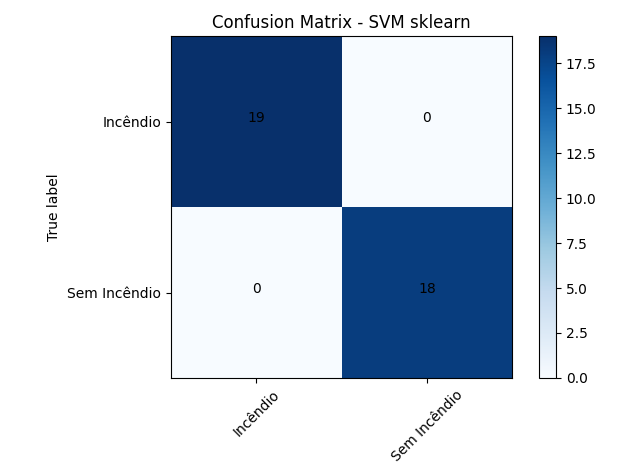 Confusion Matrix - SVM sklearn
True label
Incêndio
Sem Incêndio
19
0
0
18
Incêndio
Sem Incêndio
17.5
15.0
12.5
10.0
7.5
5.0
2.5
0.0